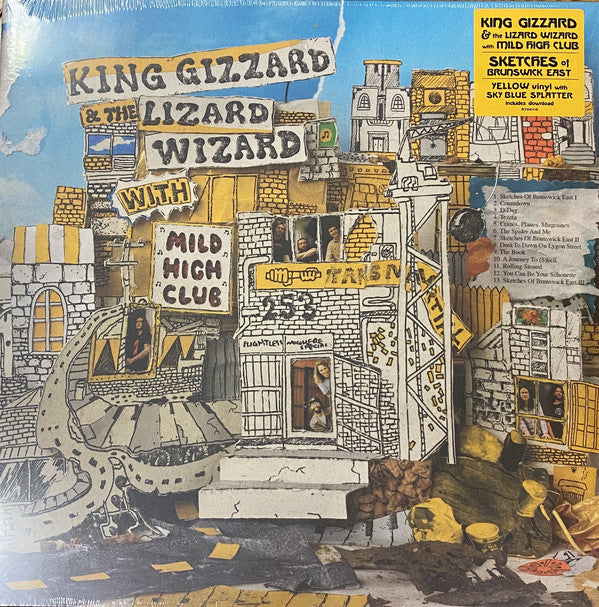 KING GIZZARD
& THE LIZARD
WIZARD
WITH
MILD
HIGH
CLUB
KING GIZZARD
& the LIZARD WIZARD
with MILD HIGH CLUB
SKETCHES of
BRUNSWICK EAST
YELLOW vinyl with
SKY BLUE SPLATTER
includes download
1. Sketches Of Brunswick East I
2. Countdown
3. D-Day
4. Tezeta
5. Cranes, Planes, Migraines
6. The Spider And Me
7. Sketches Of Brunswick East II
8. Dusk To Dawn On Lygon Street
9. The Book
10. A Journey To (S)hell
11. Rolling Stoned
12. You Can Be Your Silhouette
13. Sketches Of Brunswick East III
253
FLIGHTLESS
NOWHERE
SPECIAL